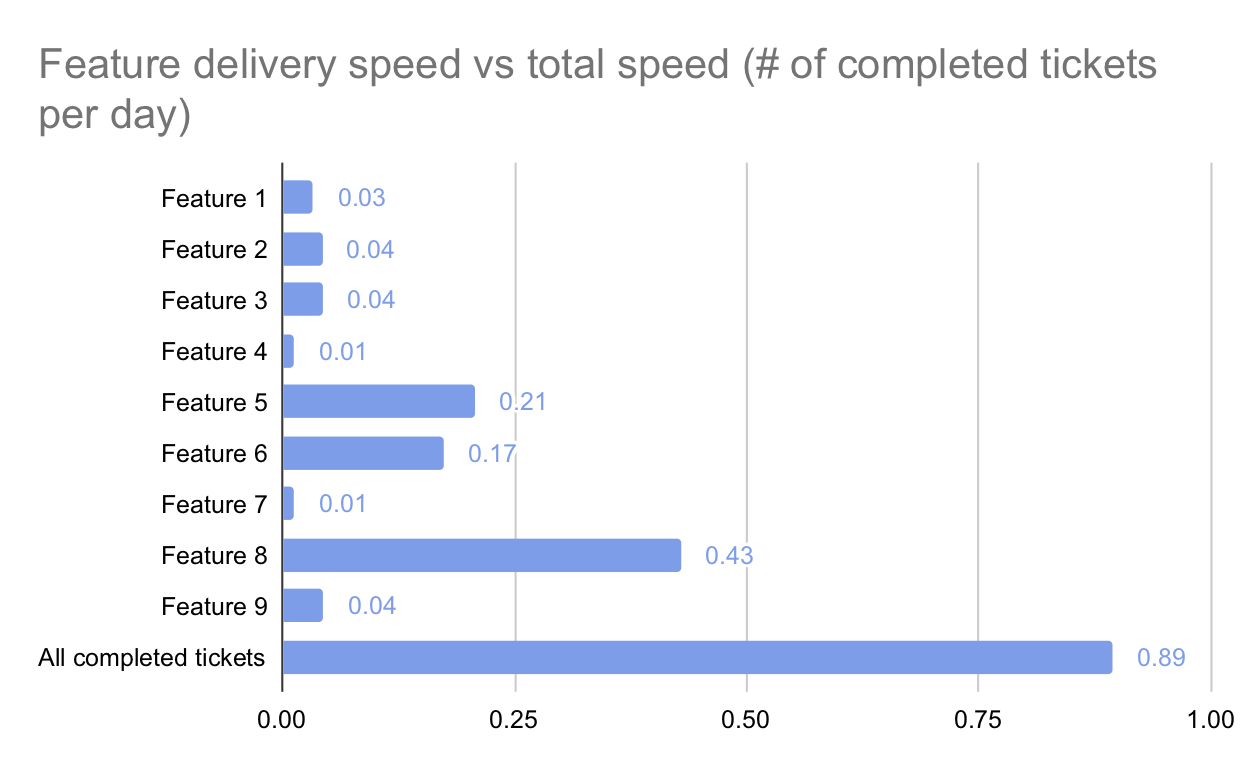 Feature delivery speed vs total speed (# of completed tickets
per day)
Feature 1 0.03
Feature 2 0.04
Feature 3 0.04
Feature 4 0.01
Feature 5 0.21
Feature 6 0.17
Feature 7 0.01
Feature 8 0.43
Feature 9 0.04
All completed tickets 0.89
0.00 0.25 0.50 0.75 1.00